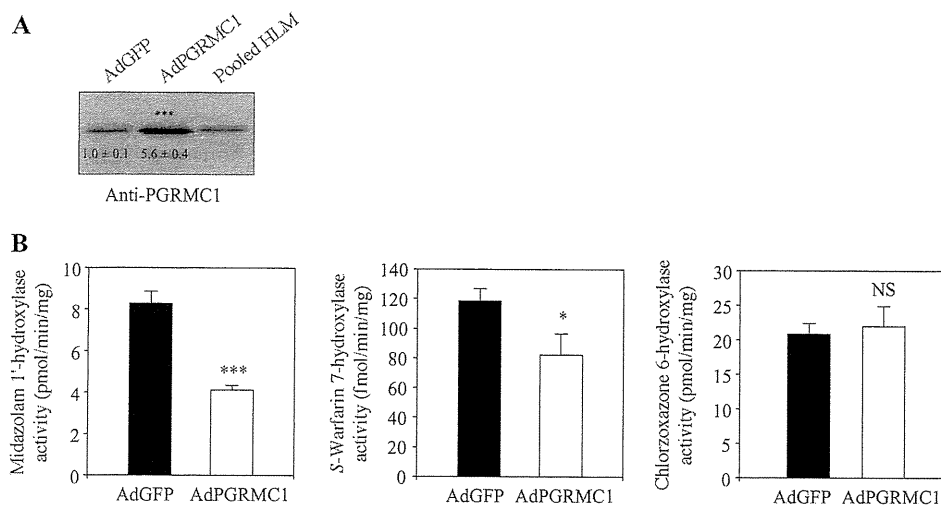 A
AdGFP AdPGRMC1 Pooled HLM
***
1.0 ± 0.1 5.6 ± 0.4
Anti-PGRMC1
B
Midazolam 1'-hydroxylase
activity (pmol/min/mg)
10
8
6
4
2
0
***
AdGFP AdPGRMC1
S-Warfarin 7-hydroxylase
activity (fmol/min/mg)
140
120
100
80
60
40
20
0
*
AdGFP AdPGRMC1
Chlorzoxazone 6-hydroxylase
activity (pmol/min/mg)
30
25
20
15
10
5
0
NS
AdGFP AdPGRMC1